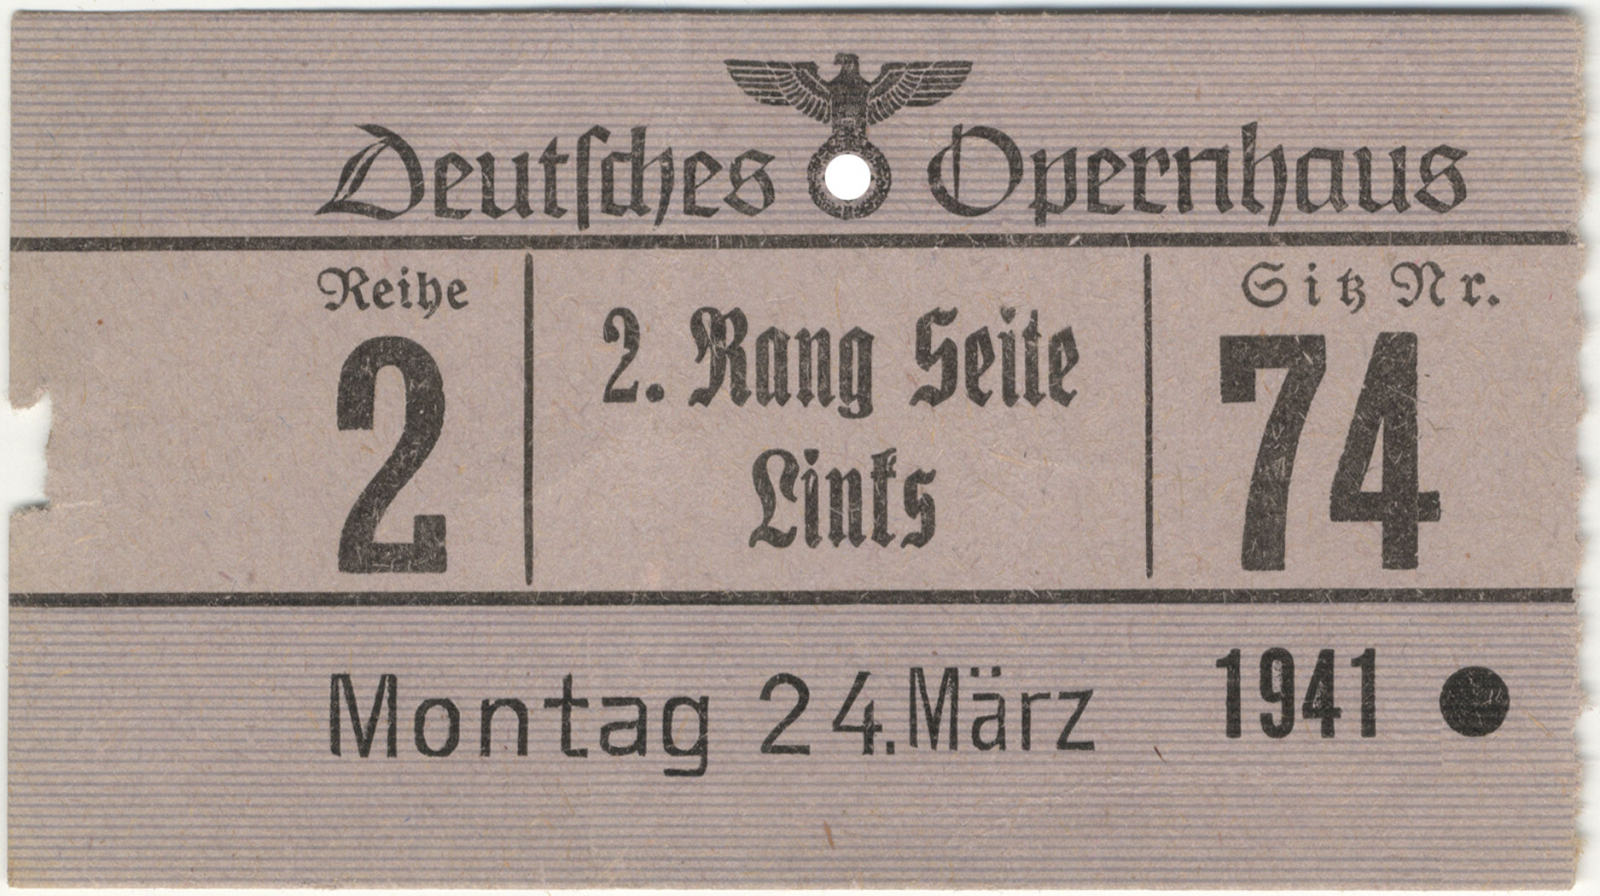 Deutsches Opernhaus
Reihe
2
2. Rang Seite
Links
Sitz Nr.
74
Montag 24. März 1941